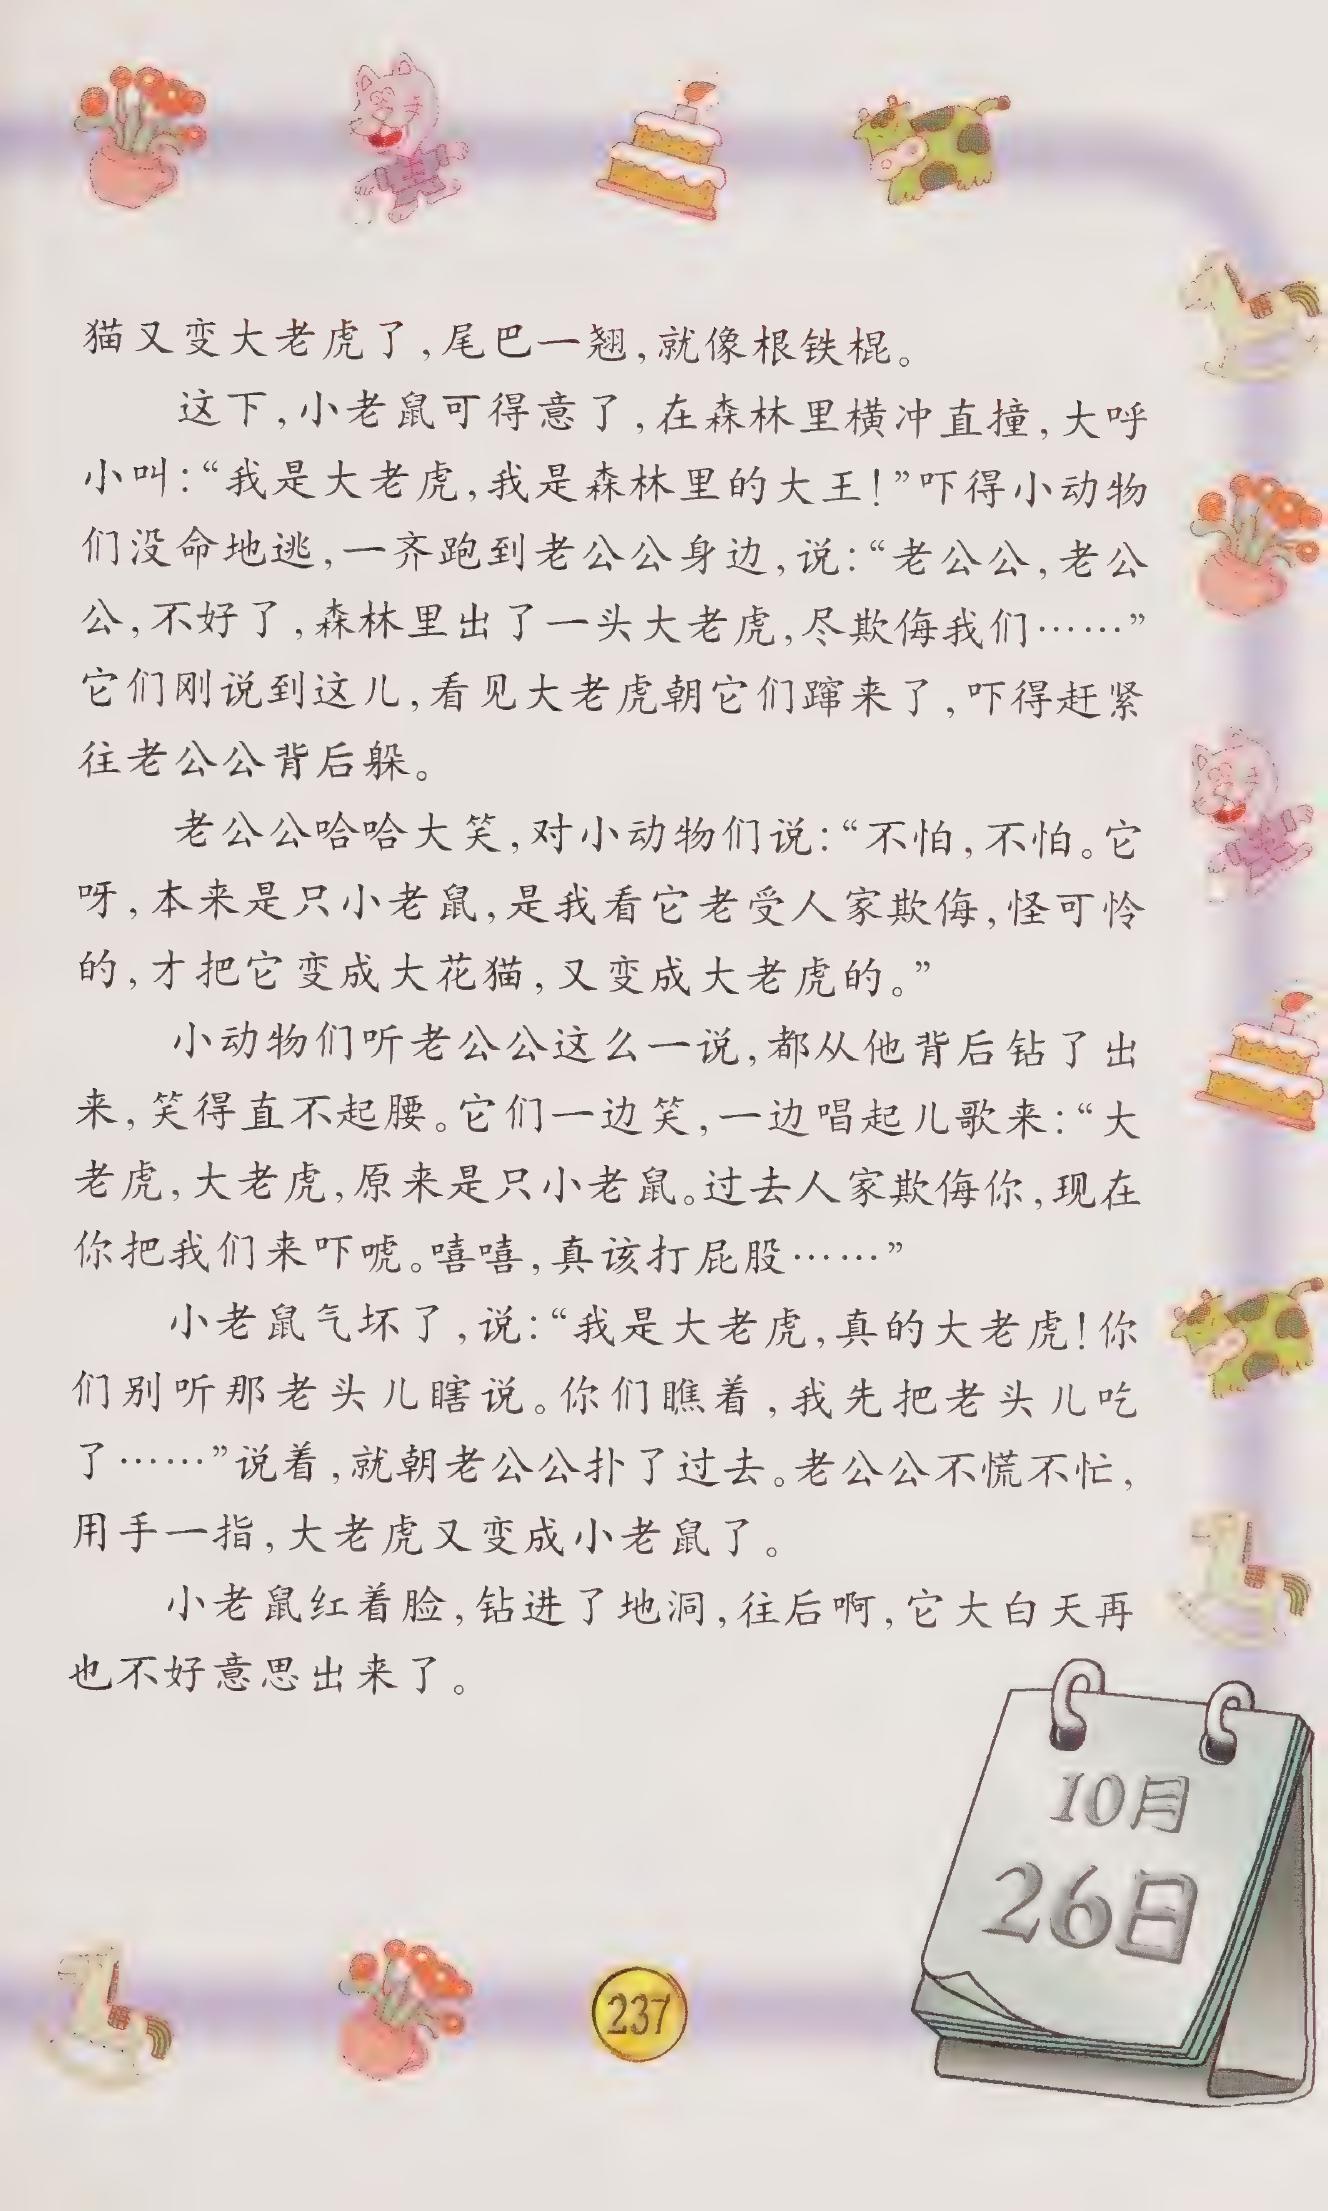 猫又变大老虎了,尾巴一翘,就像根铁棍。
这下,小老鼠可得意了,在森林里横冲直撞,大呼
小叫:“我是大老虎,我是森林里的大王!”吓得小动物
们没命地逃,一齐跑到老公公身边,说:“老公公,老公
公,不好了,森林里出了一头大老虎,尽欺侮我们……”
它们刚说到这儿,看见大老虎朝它们蹿来了,吓得赶紧
往老公公背后躲。
老公公哈哈大笑,对小动物们说:“不怕,不怕。它
呀,本来是只小老鼠,是我看它老受人家欺侮,怪可怜
的,才把它变成大花猫,又变成大老虎的。”
小动物们听老公公这么一说,都从他背后钻了出
来,笑得直不起腰。它们一边笑,一边唱起儿歌来:“大
老虎,大老虎,原来是只小老鼠。过去人家欺侮你,现在
你把我们来吓唬。嘻嘻,真该打屁股……”
小老鼠气坏了,说:“我是大老虎,真的大老虎!你
们别听那老头儿瞎说。你们瞧着,我先把老头儿吃
了……”说着,就朝老公公扑了过去。老公公不慌不忙,
用手一指,大老虎又变成小老鼠了。
小老鼠红着脸,钻进了地洞,往后啊,它大白天再
也不好意思出来了。
10月
26日
237